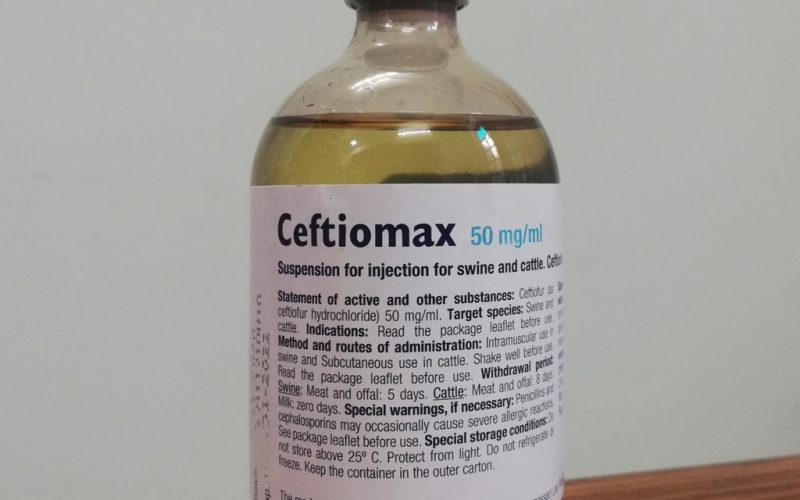 Ceftiomax 50 mg/ml
Suspension for injection for swine and cattle.
Statement of active and other substances: Ceftiofur (as
ceftiofur hydrochloride) 50 mg/ml. Target species: Swine and
cattle. Indications: Read the package leaflet before use.
Method and routes of administration: Intramuscular use in
swine and Subcutaneous use in cattle. Shake well before use.
Read the package leaflet before use. Withdrawal period:
Swine: Meat and offal: 5 days. Cattle: Meat and offal: 8 days.
Milk: zero days. Special warnings, if necessary: Penicillins and
cephalosporins may occasionally cause severe allergic reactions.
See package leaflet before use. Special storage conditions: Do
not store above 25º C. Protect from light. Do not refrigerate or
freeze. Keep the container in the outer carton.